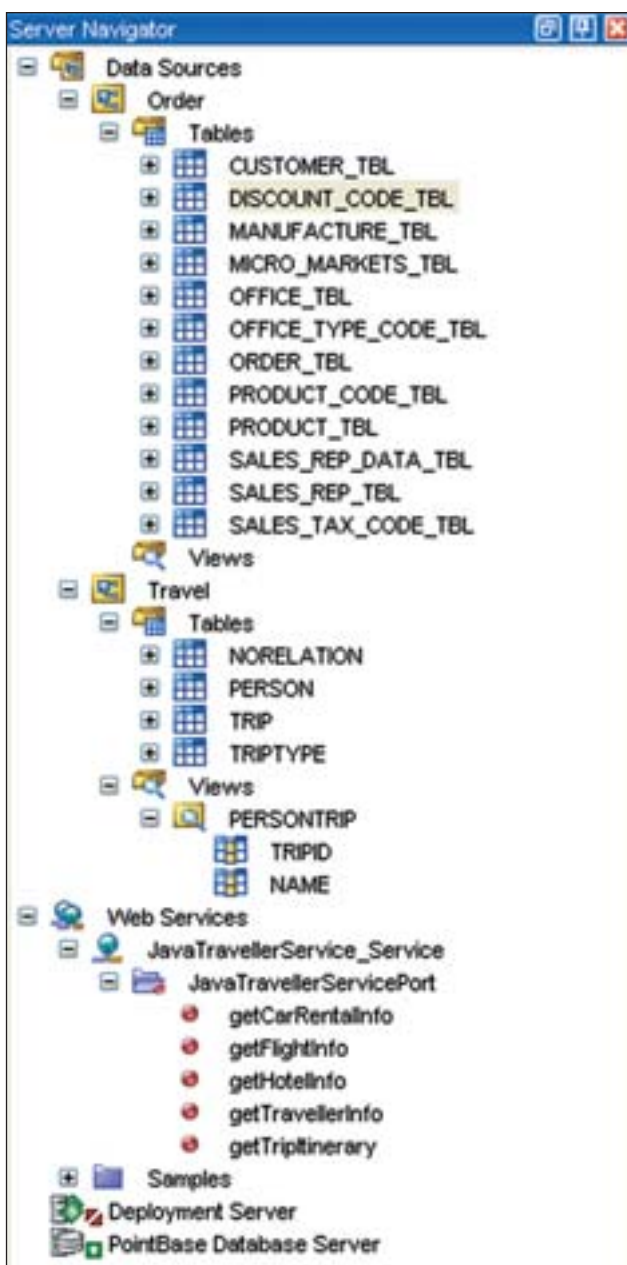 Server Navigator
Data Sources
Order
Tables
CUSTOMER_TBL
DISCOUNT_CODE_TBL
MANUFACTURE_TBL
MICRO_MARKETS_TBL
OFFICE_TBL
OFFICE_TYPE_CODE_TBL
ORDER_TBL
PRODUCT_CODE_TBL
PRODUCT_TBL
SALES_REP_DATA_TBL
SALES_REP_TBL
SALES_TAX_CODE_TBL
Views
Travel
Tables
NORELATION
PERSON
TRIP
TRIPTYPE
Views
PERSONTRIP
TRIPID
NAME
Web Services
JavaTravellerService_Service
JavaTravellerServicePort
getCarRentalInfo
getFlightInfo
getHotelInfo
getTravellerInfo
getTripItinerary
Samples
Deployment Server
PointBase Database Server